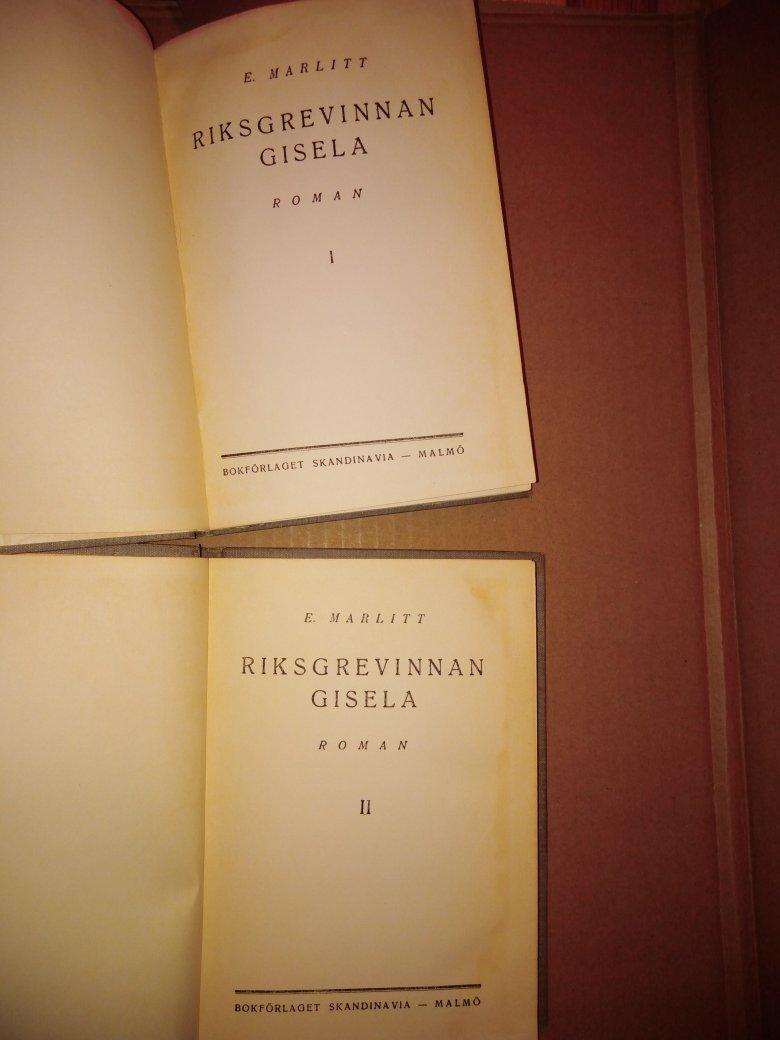 E. MARLITT
RIKSGREVINNAN
GISELA
ROMAN
I
BOKFÖRLAGET SKANDINAVIA — MALMÖ
E. MARLITT
RIKSGREVINNAN
GISELA
ROMAN
II
BOKFÖRLAGET SKANDINAVIA — MALMÖ